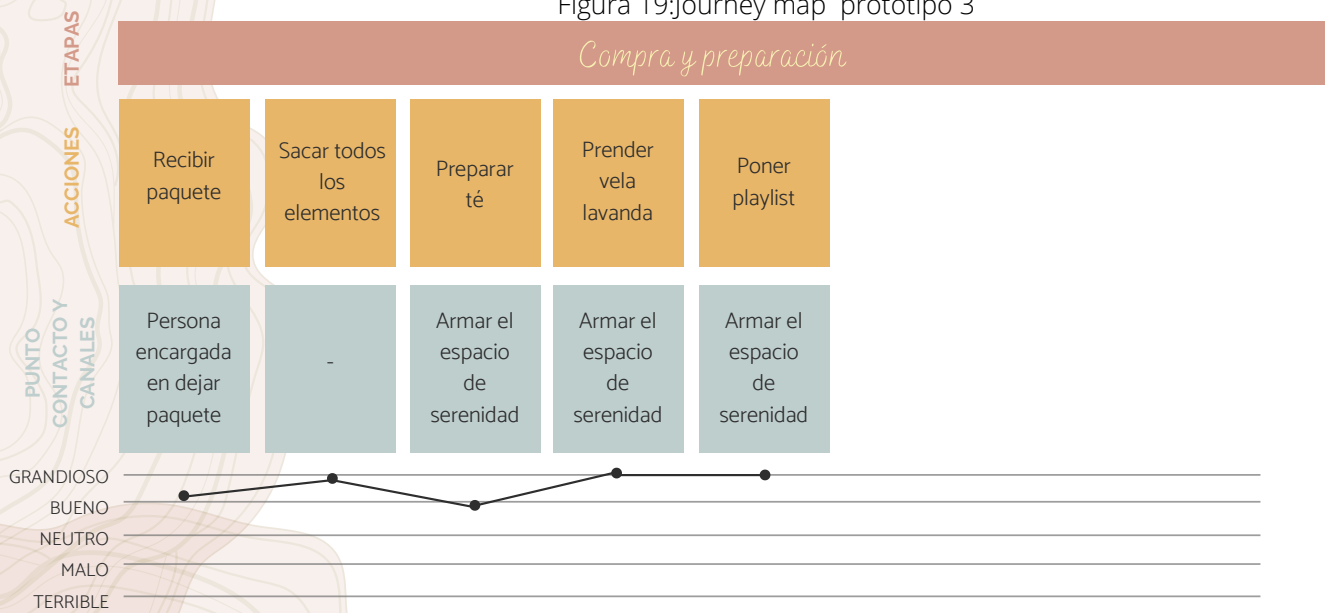 Figura 19:Journey map prototipo 3
ETAPAS
Compra y preparación
ACCIONES
Recibir
paquete
Sacar todos
los
elementos
Preparar
té
Prender
vela
lavanda
Poner
playlist
PUNTO
CONTACTO Y
CANALES
Persona
encargada
en dejar
paquete
-
Armar el
espacio
de
serenidad
Armar el
espacio
de
serenidad
Armar el
espacio
de
serenidad
GRANDIOSO
BUENO
NEUTRO
MALO
TERRIBLE